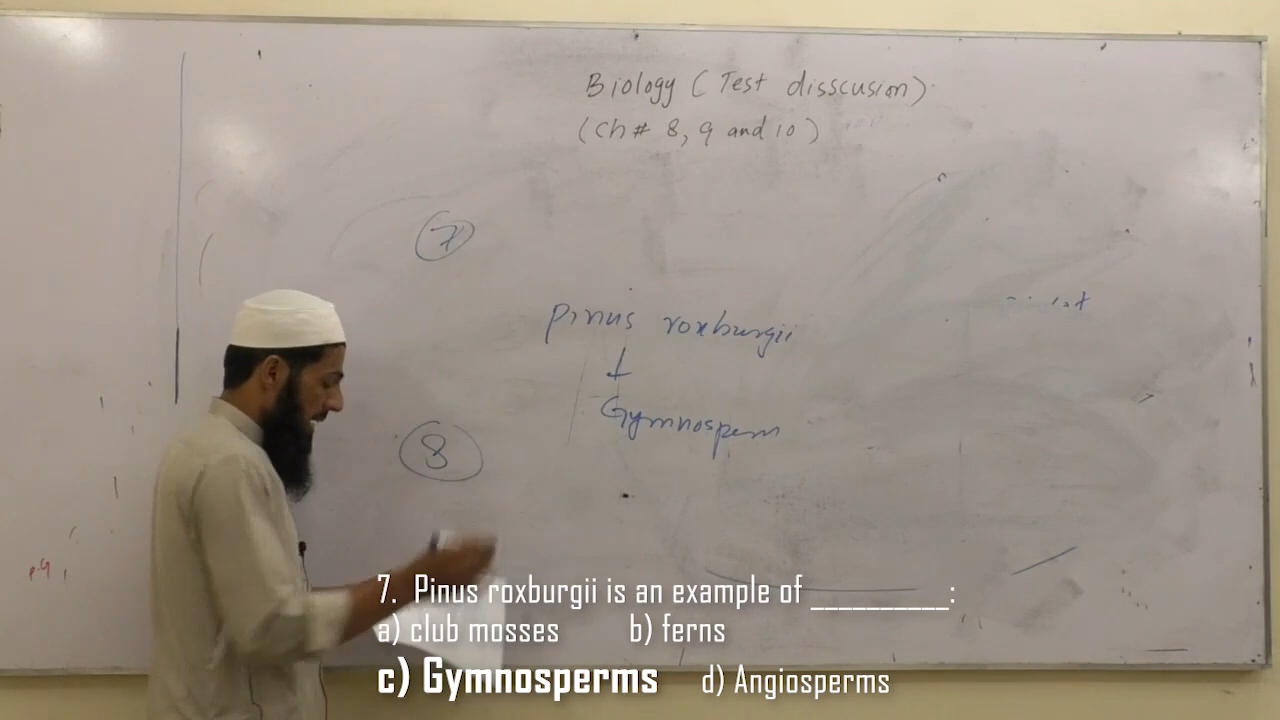 Biology (Test disscusion)
(Ch# 8, 9 and 10)
7
Pinus roxburgii
Gymnosperm
8
7. Pinus roxburgii is an example of __________:
a) club mosses b) ferns
c) Gymnosperms d) Angiosperms